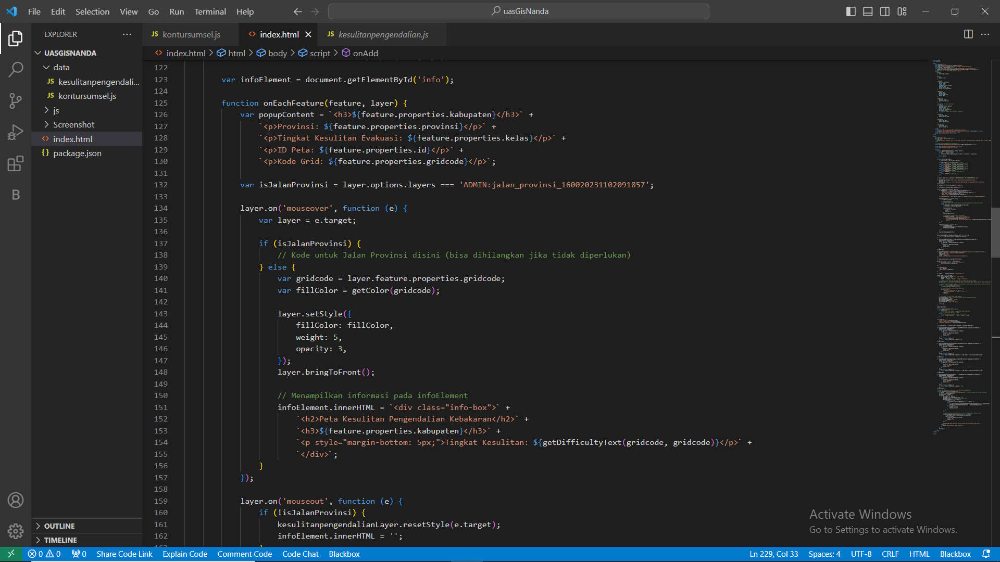 File Edit Selection View Go Run Terminal Help
uasGisNanda
EXPLORER
UASGISNANDA
data
kesulitanpengendali...
kontursumsel.js
js
Screenshot
index.html
package.json
OUTLINE
TIMELINE
JS kontursumsel.js
index.html
JS kesulitanpengendalian.js
index.html > html > body > script > onAdd
122
123 var infoElement = document.getElementById('info');
124
125 function onEachFeature(feature, layer) {
126 var popupContent = `<h3>${feature.properties.kabupaten}</h3>` +
127 `<p>Provinsi: ${feature.properties.provinsi}</p>` +
128 `<p>Tingkat Kesulitan Evakuasi: ${feature.properties.kelas}</p>` +
129 `<p>ID Peta: ${feature.properties.id}</p>` +
130 `<p>Kode Grid: ${feature.properties.gridcode}</p>`;
131
132 var isJalanProvinsi = layer.options.layers === 'ADMIN:jalan_provinsi_160020231102091857';
133
134 layer.on('mouseover', function (e) {
135 var layer = e.target;
136
137 if (isJalanProvinsi) {
138 // Kode untuk Jalan Provinsi disini (bisa dihilangkan jika tidak diperlukan)
139 } else {
140 var gridcode = layer.feature.properties.gridcode;
141 var fillColor = getColor(gridcode);
142
143 layer.setStyle({
144 fillColor: fillColor,
145 weight: 5,
146 opacity: 3,
147 });
148 layer.bringToFront();
149
150 // Menampilkan informasi pada infoElement
151 infoElement.innerHTML = `<div class="info-box">` +
152 `<h2>Peta Kesulitan Pengendalian Kebakaran</h2>` +
153 `<h3>${feature.properties.kabupaten}</h3>` +
154 `<p style="margin-bottom: 5px;">Tingkat Kesulitan: ${getDifficultyText(gridcode, gridcode)}</p>` +
155 `</div>`;
156 }
157 });
158
159 layer.on('mouseout', function (e) {
160 if (!isJalanProvinsi) {
161 kesulitanpengendalianLayer.resetStyle(e.target);
162 infoElement.innerHTML = '';
Activate Windows
Go to Settings to activate Windows.
0 0 0 Share Code Link Explain Code Comment Code Code Chat Blackbox
Ln 229, Col 33 Spaces: 4 UTF-8 CRLF HTML Blackbox